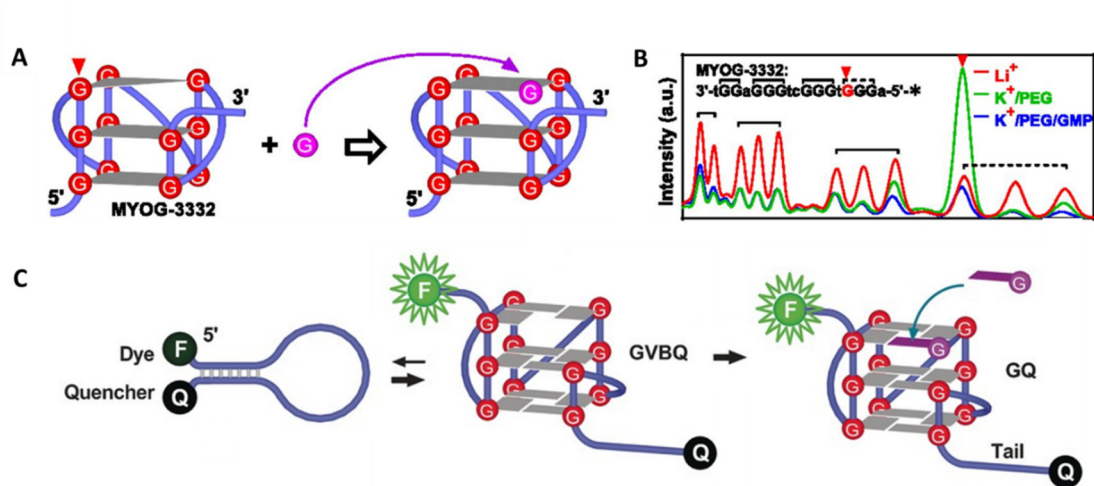 A
G G G G G G G G G G G
3'
5'
MYOG-3332
+ G
G G G G G G G G G G G G
3'
5'
B
MYOG-3332:
3'-tGGaGGGtcGGGtGGGa-5'-*
Li+
K+/PEG
K+/PEG/GMP
Intensity (a.u.)
C
F 5'
Dye
Quencher
Q
F
G G G G G G G G G G G
GVBQ
Q
F
G
G G G G G G G G G G G G
GQ
Tail
Q